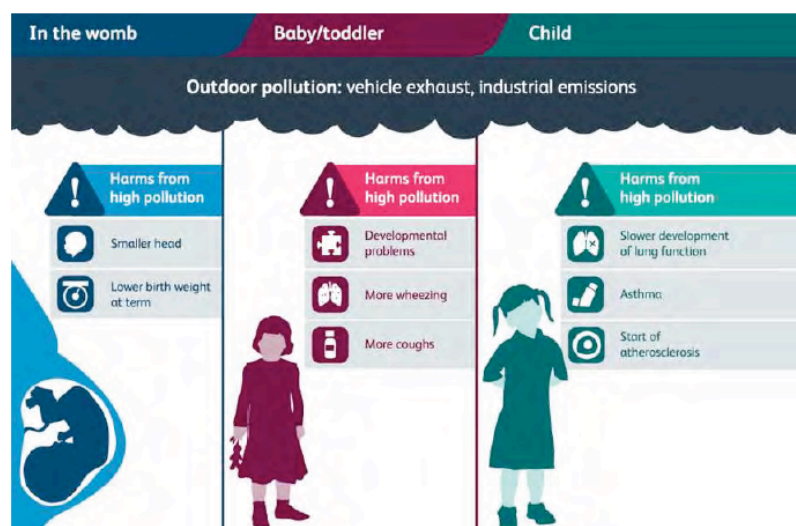 In the womb
Baby/toddler
Child
Outdoor pollution: vehicle exhaust, industrial emissions
Harms from
high pollution
Smaller head
Lower birth weight
at term
Harms from
high pollution
Developmental
problems
More wheezing
More coughs
Harms from
high pollution
Slower development
of lung function
Asthma
Start of
atherosclerosis